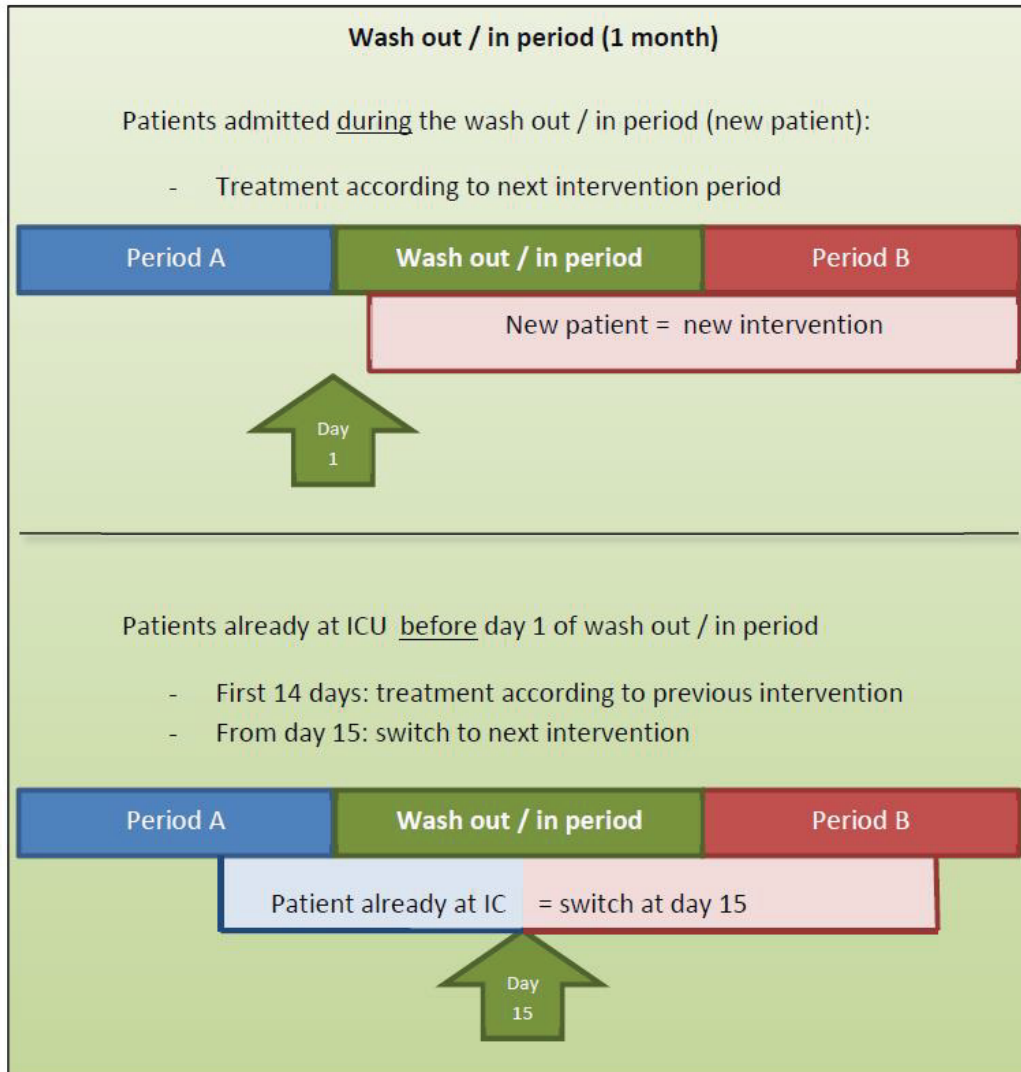 Wash out / in period (1 month)
Patients admitted during the wash out / in period (new patient):
- Treatment according to next intervention period
Period A
Wash out / in period
Period B
New patient = new intervention
Day
1
Patients already at ICU before day 1 of wash out / in period
- First 14 days: treatment according to previous intervention
- From day 15: switch to next intervention
Period A
Wash out / in period
Period B
Patient already at IC = switch at day 15
Day
15